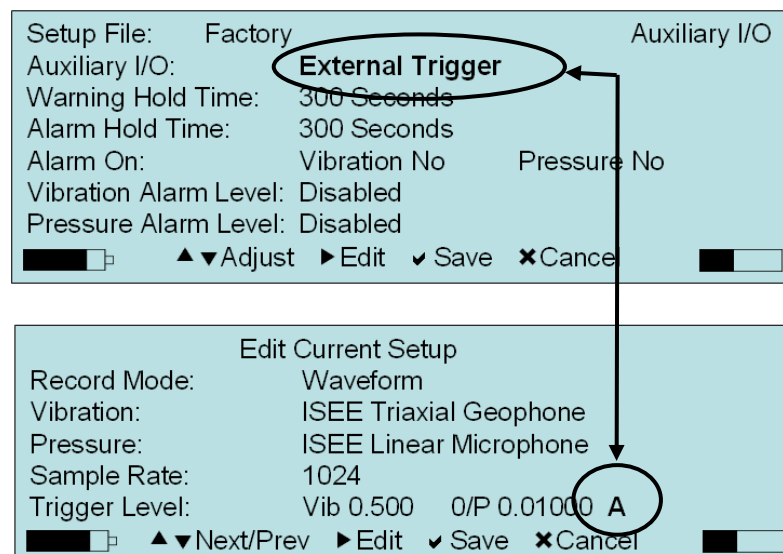 Setup File: Factory Auxiliary I/O
Auxiliary I/O: External Trigger
Warning Hold Time: 300 Seconds
Alarm Hold Time: 300 Seconds
Alarm On: Vibration No Pressure No
Vibration Alarm Level: Disabled
Pressure Alarm Level: Disabled
▲▼Adjust ►Edit ✔Save ✖Cancel
Edit Current Setup
Record Mode: Waveform
Vibration: ISEE Triaxial Geophone
Pressure: ISEE Linear Microphone
Sample Rate: 1024
Trigger Level: Vib 0.500 0/P 0.01000 A
▲▼Next/Prev ►Edit ✔Save ✖Cancel